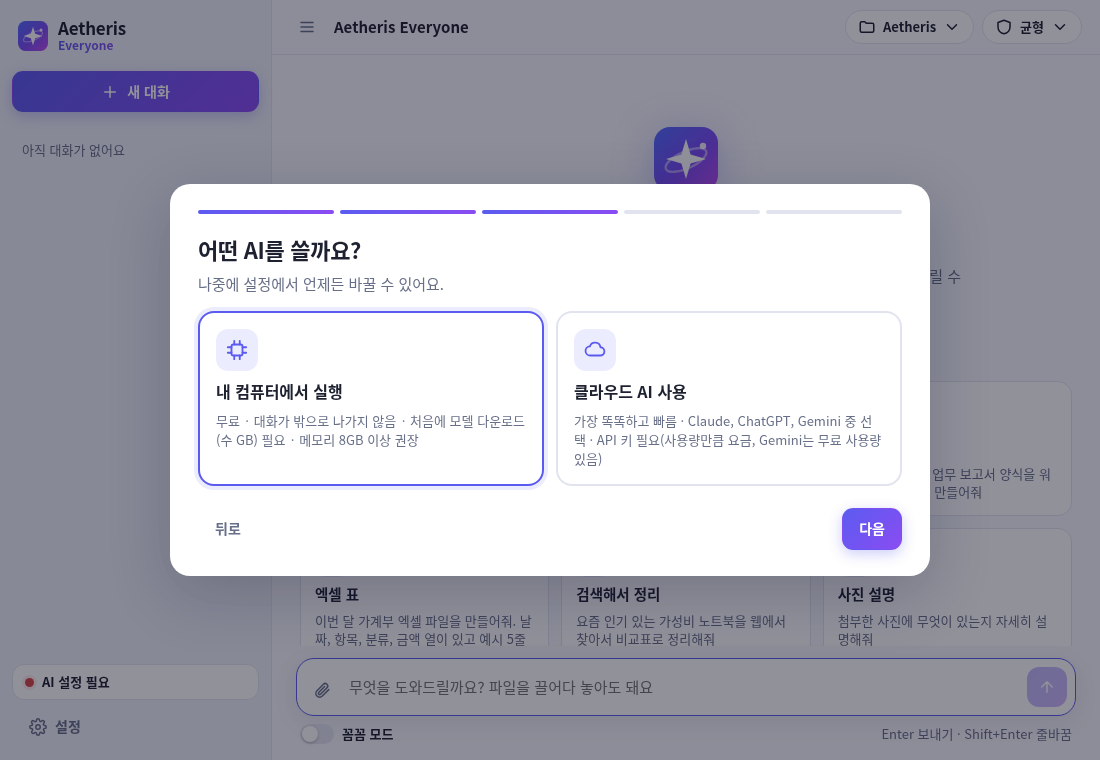 Aetheris
Everyone
새 대화
아직 대화가 없어요
Aetheris Everyone
Aetheris
균형
릴 수
어떤 AI를 쓸까요?
나중에 설정에서 언제든 바꿀 수 있어요.
내 컴퓨터에서 실행
무료 · 대화가 밖으로 나가지 않음 · 처음에 모델 다운로드
(수 GB) 필요 · 메모리 8GB 이상 권장
클라우드 AI 사용
가장 똑똑하고 빠름 · Claude, ChatGPT, Gemini 중 선
택 · API 키 필요(사용량만큼 요금, Gemini는 무료 사용량
있음)
뒤로
다음
업무 보고서 양식을 워
만들어줘
엑셀 표
이번 달 가계부 엑셀 파일을 만들어줘. 날
짜, 항목, 분류, 금액 열이 있고 예시 5줄
검색해서 정리
요즘 인기 있는 가성비 노트북을 웹에서
찾아서 비교표로 정리해줘
사진 설명
첨부한 사진에 무엇이 있는지 자세히 설
명해줘
AI 설정 필요
설정
무엇을 도와드릴까요? 파일을 끌어다 놓아도 돼요
꼼꼼 모드
Enter 보내기 · Shift+Enter 줄바꿈